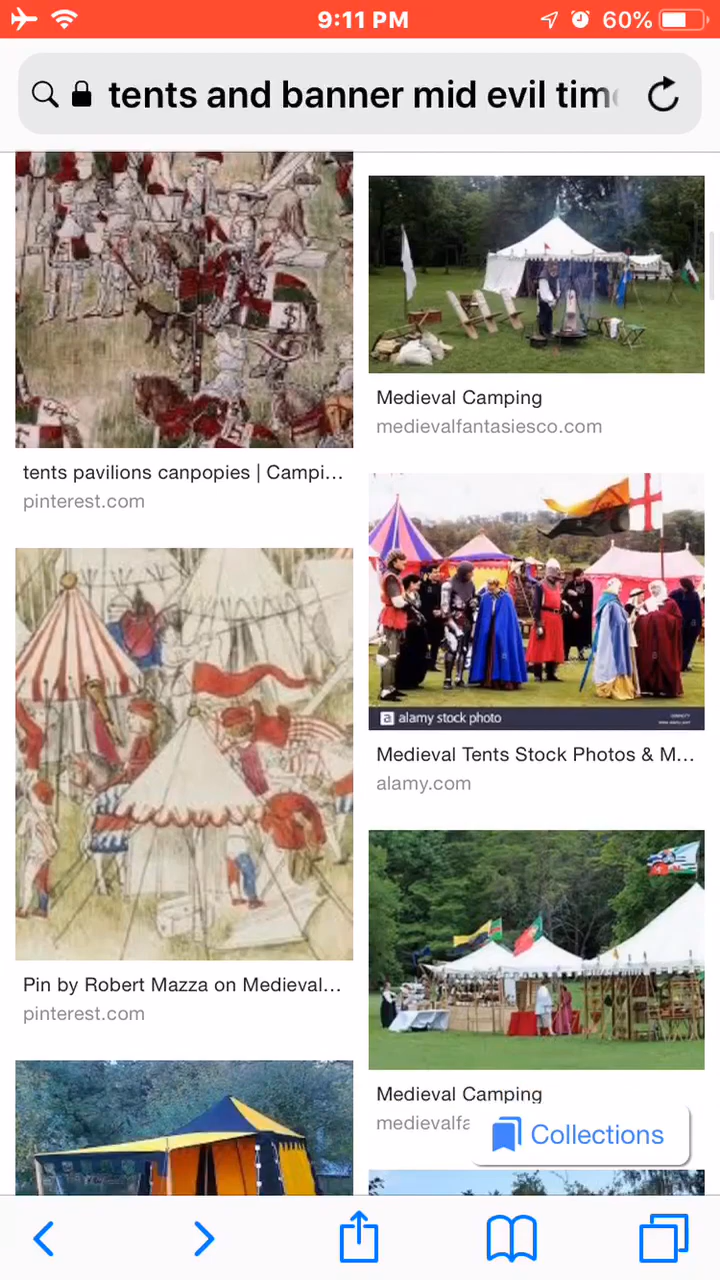 9:11 PM
60%
tents and banner mid evil tim
tents pavilions canpopies | Campi...
pinterest.com
Medieval Camping
medievalfantasiesco.com
a alamy stock photo
Medieval Tents Stock Photos & M...
alamy.com
Pin by Robert Mazza on Medieval...
pinterest.com
Medieval Camping
medievalfa
Collections